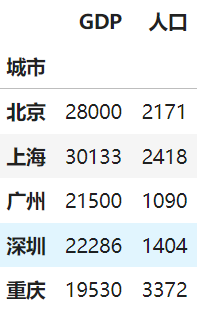 GDP 人口
城市
北京 28000 2171
上海 30133 2418
广州 21500 1090
深圳 22286 1404
重庆 19530 3372